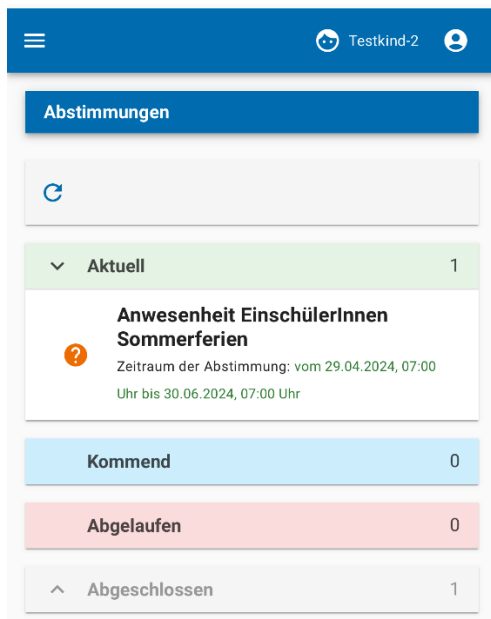 Testkind-2
Abstimmungen
Aktuell 1
Anwesenheit EinschülerInnen
Sommerferien
Zeitraum der Abstimmung: vom 29.04.2024, 07:00
Uhr bis 30.06.2024, 07:00 Uhr
Kommend 0
Abgelaufen 0
Abgeschlossen 1